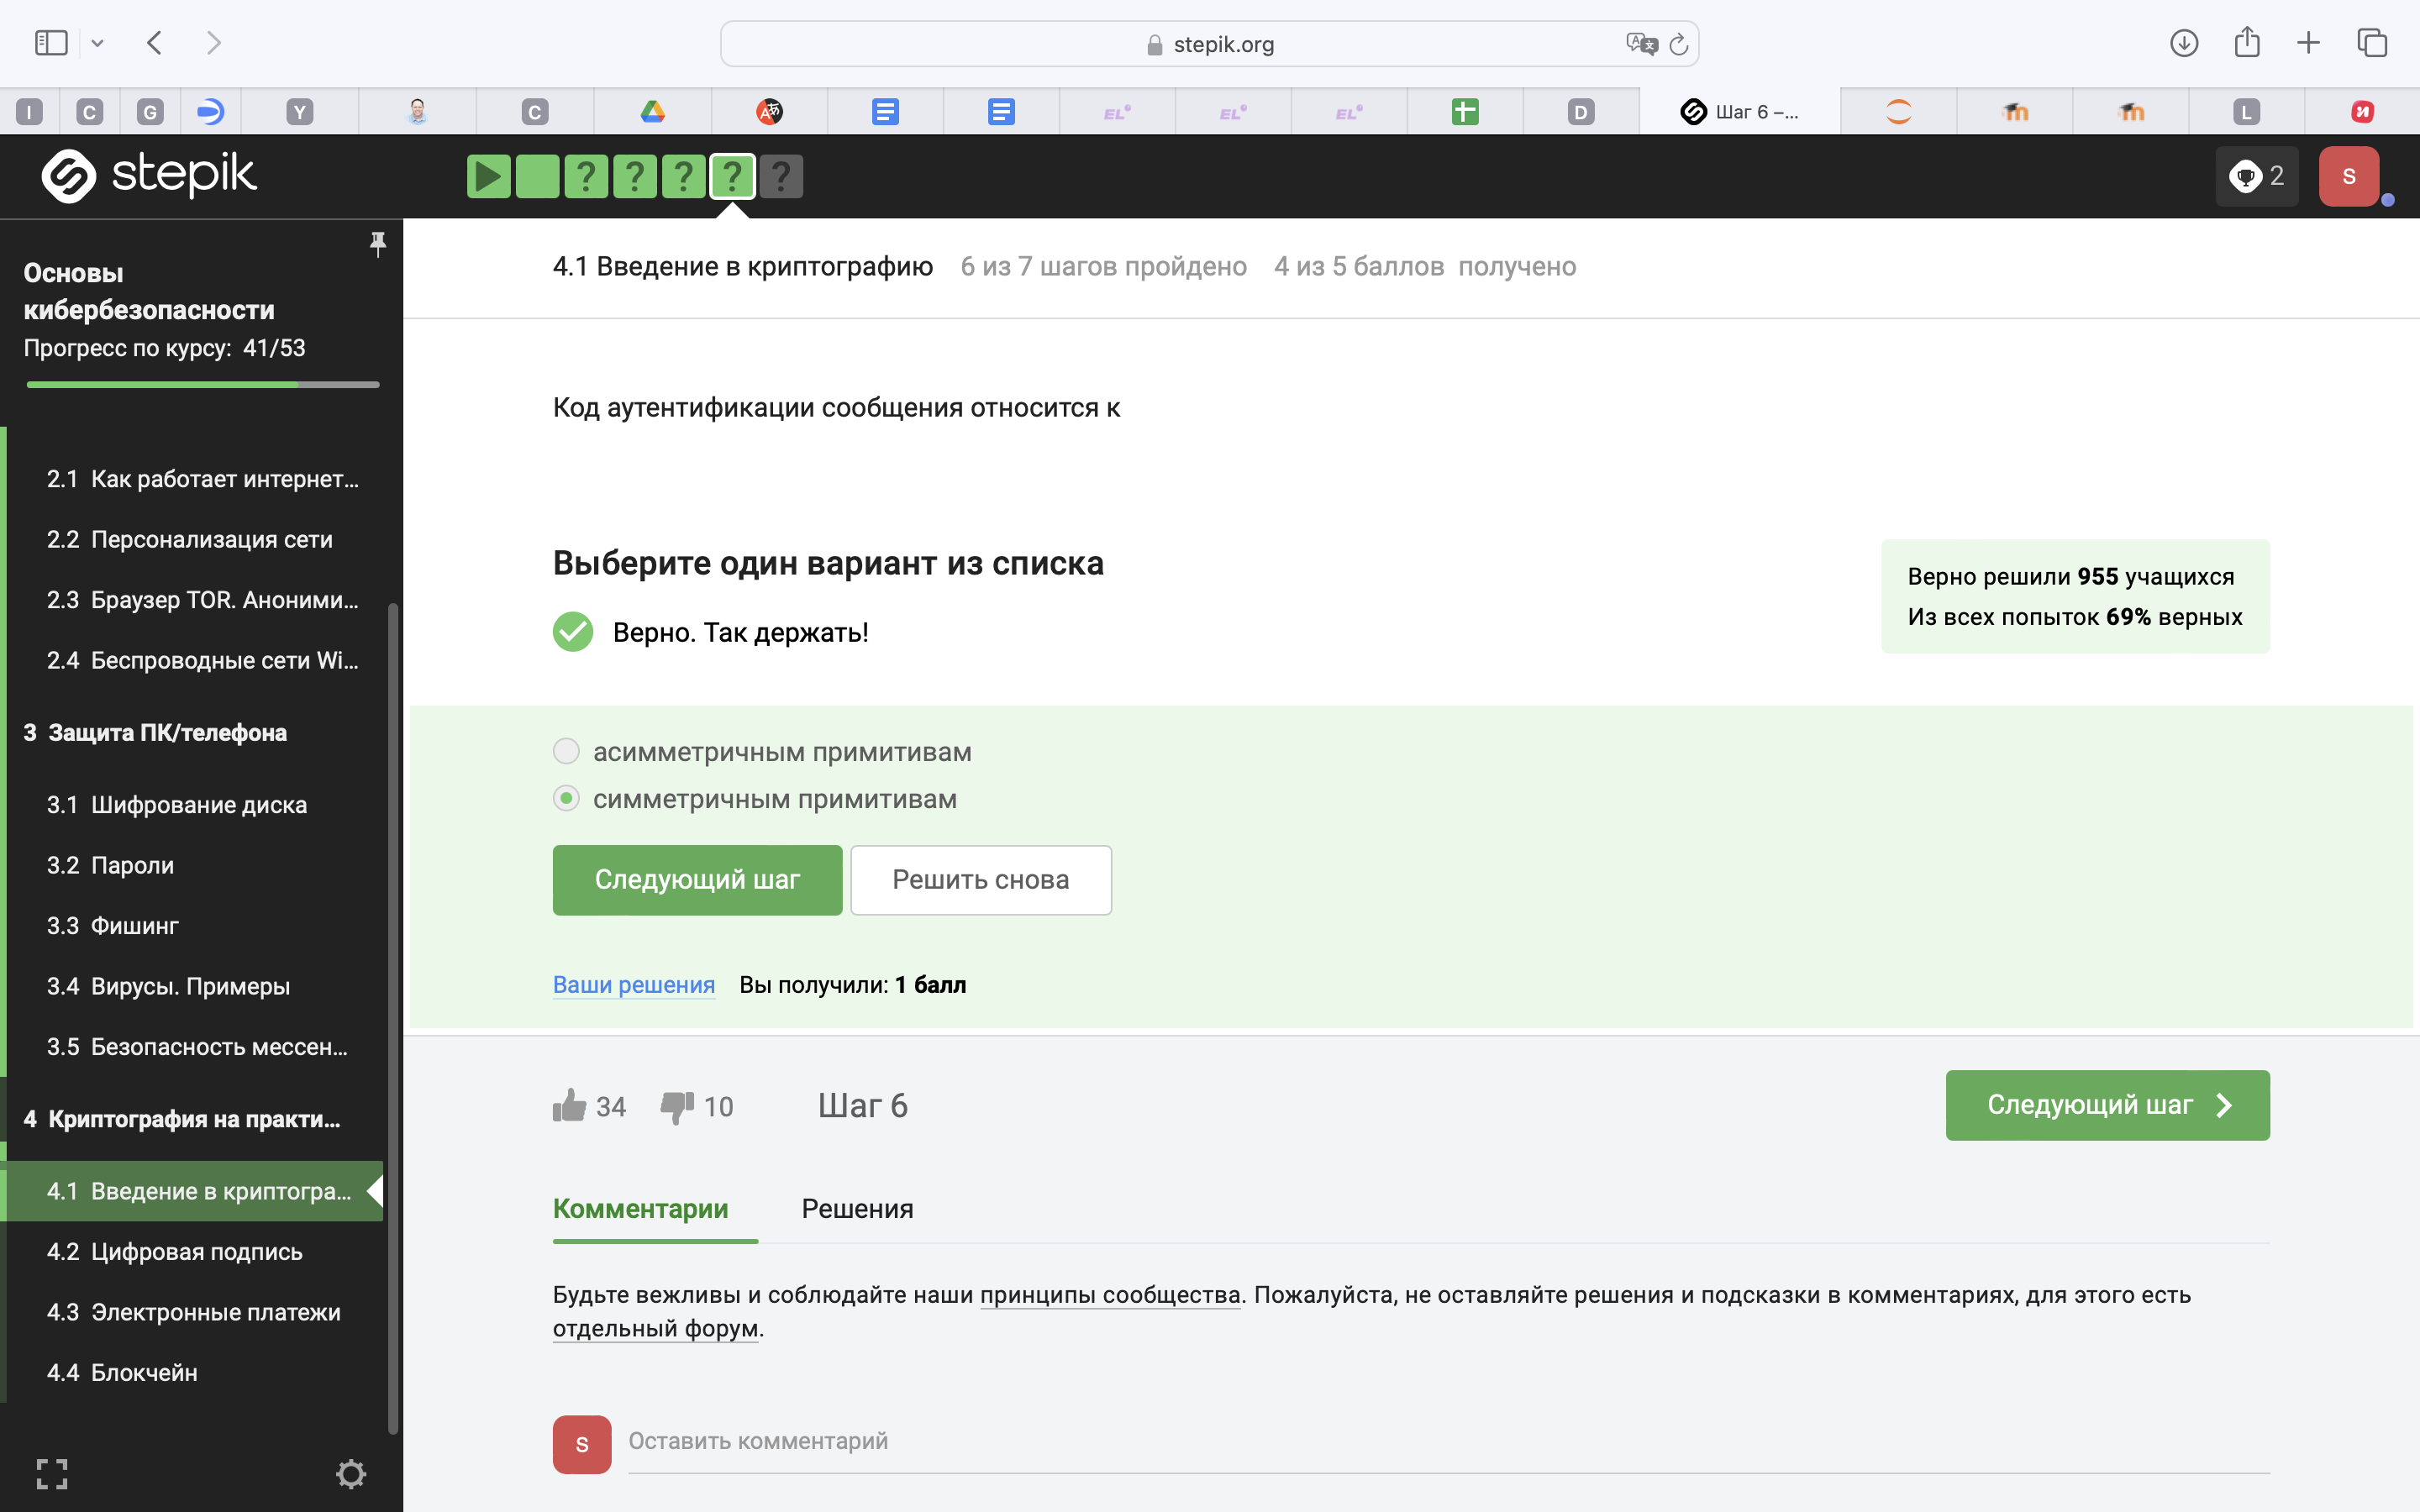 stepik.org
I
C
G
Y
C
EL
EL
EL
D
Шаг 6 –...
L
stepik
? ? ? ? ?
2
S
Основы
кибербезопасности
Прогресс по курсу: 41/53
2.1 Как работает интернет...
2.2 Персонализация сети
2.3 Браузер TOR. Аноними...
2.4 Беспроводные сети Wi...
3 Защита ПК/телефона
3.1 Шифрование диска
3.2 Пароли
3.3 Фишинг
3.4 Вирусы. Примеры
3.5 Безопасность мессен...
4 Криптография на практи...
4.1 Введение в криптогра...
4.2 Цифровая подпись
4.3 Электронные платежи
4.4 Блокчейн
4.1 Введение в криптографию 6 из 7 шагов пройдено 4 из 5 баллов получено
Код аутентификации сообщения относится к
Выберите один вариант из списка
Верно. Так держать!
Верно решили 955 учащихся
Из всех попыток 69% верных
асимметричным примитивам
симметричным примитивам
Следующий шаг
Решить снова
Ваши решения Вы получили: 1 балл
34
10
Шаг 6
Следующий шаг
Комментарии
Решения
Будьте вежливы и соблюдайте наши принципы сообщества. Пожалуйста, не оставляйте решения и подсказки в комментариях, для этого есть
отдельный форум.
S
Оставить комментарий